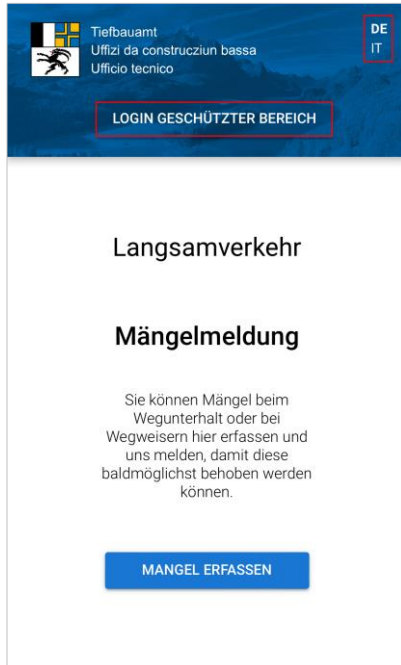 Tiefbauamt
Uffizi da construcziun bassa
Ufficio tecnico
DE
IT
LOGIN GESCHÜTZTER BEREICH
Langsamverkehr
Mängelmeldung
Sie können Mängel beim
Wegunterhalt oder bei
Wegweisern hier erfassen und
uns melden, damit diese
baldmöglichst behoben werden
können.
MANGEL ERFASSEN